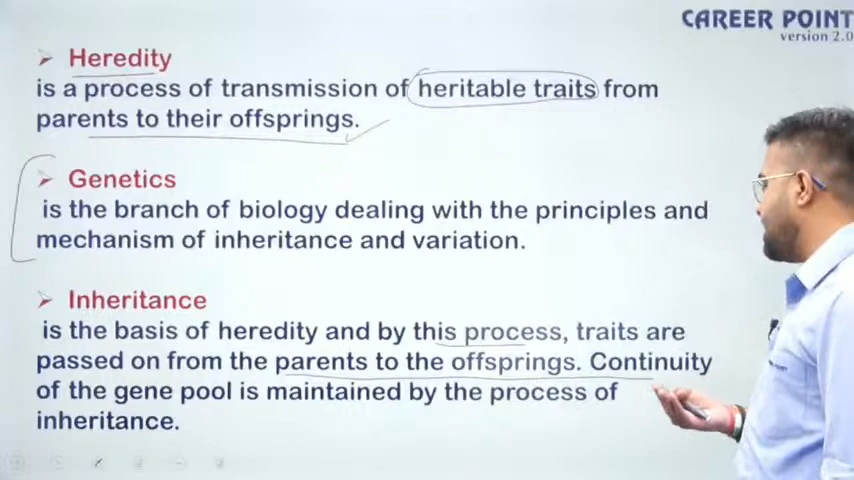 CAREER POINT
version 2.0
➢ Heredity
is a process of transmission of heritable traits from
parents to their offsprings.
➢ Genetics
is the branch of biology dealing with the principles and
mechanism of inheritance and variation.
➢ Inheritance
is the basis of heredity and by this process, traits are
passed on from the parents to the offsprings. Continuity
of the gene pool is maintained by the process of
inheritance.